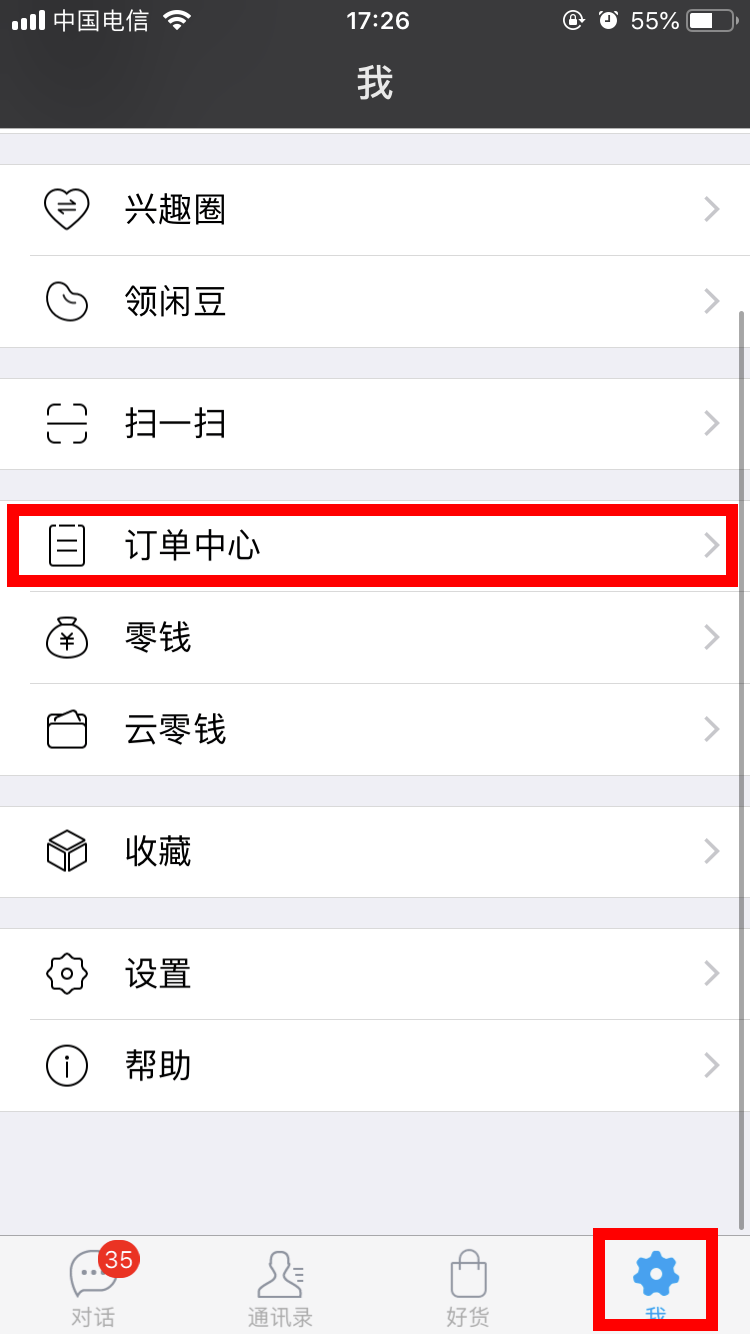 中国电信 17:26 55%
我
兴趣圈
领闲豆
扫一扫
订单中心
¥ 零钱
云零钱
收藏
设置
帮助
35
对话 通讯录 好货 我